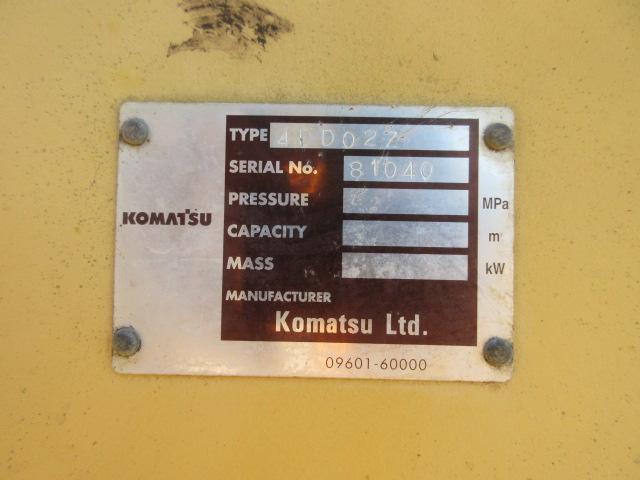 TYPE
SERIAL No. 81040
PRESSURE MPa
KOMATSU
CAPACITY m
MASS kW
MANUFACTURER
Komatsu Ltd.
09601-60000